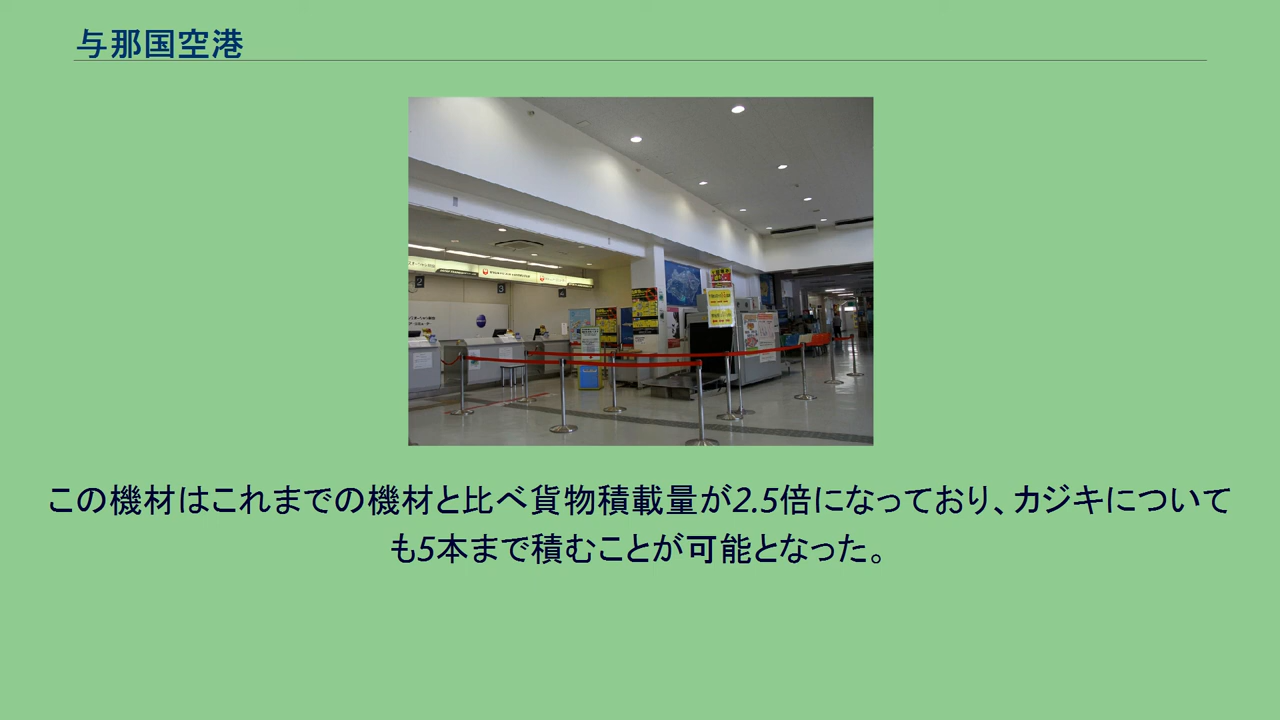 与那国空港
2
3
4
この機材はこれまでの機材と比べ貨物積載量が2.5倍になっており、カジキについて
も5本まで積むことが可能となった。